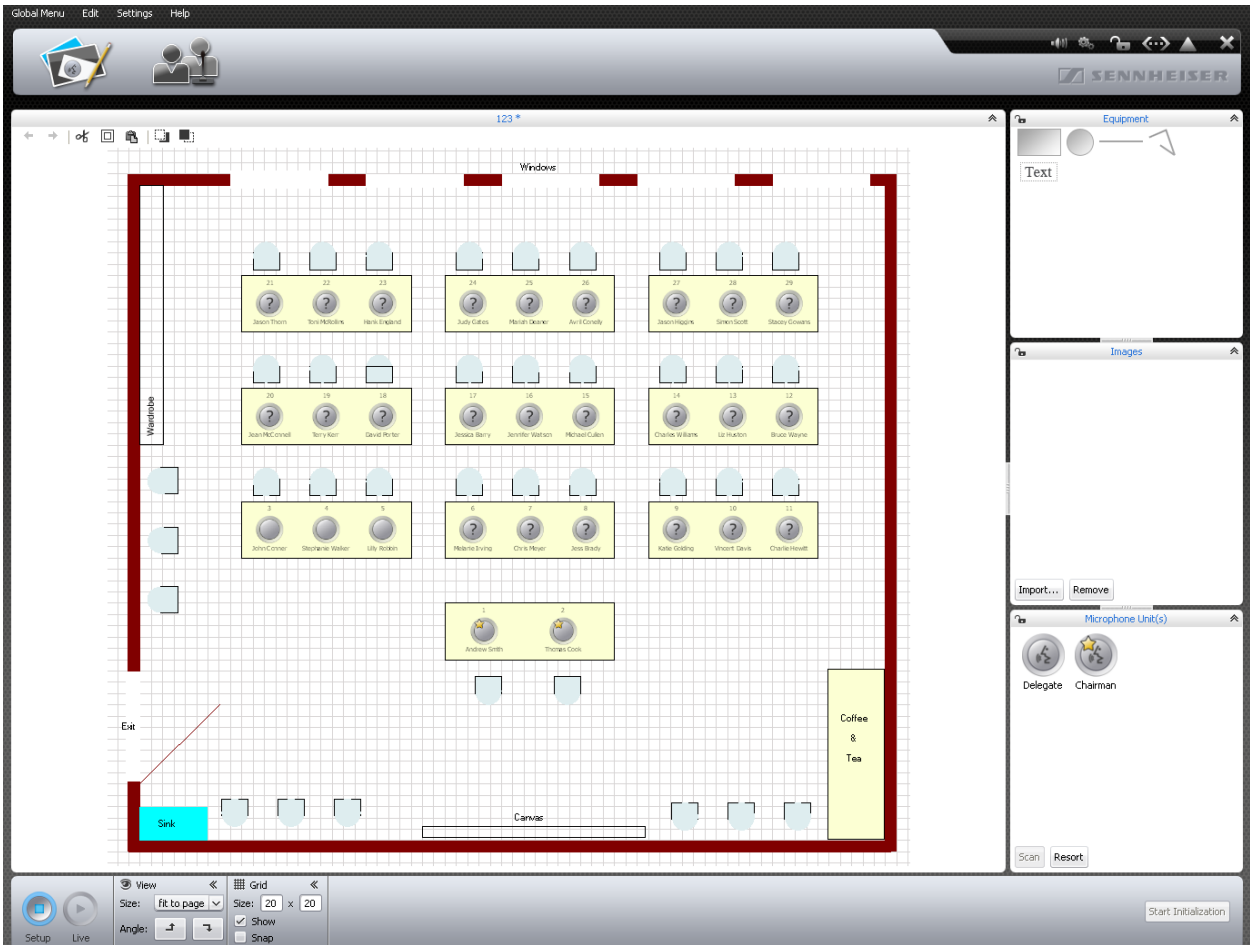 Global Menu Edit Settings Help
SENNHEISER
123 *
Windows
21 22 23 24 25 26 27 28 29
Jason Thorn Toni McRollins Hank England Judy Gates Mariah Deanor Avril Conelly Jason Higgins Simon Scott Stacey Gowans
Wardrobe
20 19 18 17 16 15 14 13 12
Jean McConnell Terry Kerr David Porter Jessica Barry Jennifer Watsch Michael Cullen Charles Williams Liz Huston Bruce Wayne
3 4 5 6 7 8 9 10 11
John Connor Stephanie Walker Lilly Robbin Melanie Irving Chris Meyer Jess Brady Katie Golding Vincent Davis Charlie Hewitt
1 2
Andrew Smith Thomas Cook
Exit
Coffee
&
Tea
Sink
Canvas
Equipment
Text
Images
Import... Remove
Microphone Unit(s)
Delegate Chairman
Scan Resort
Setup Live
View
Size: fit to page
Angle:
Grid
Size: 20 x 20
Show
Snap
Start Initialization